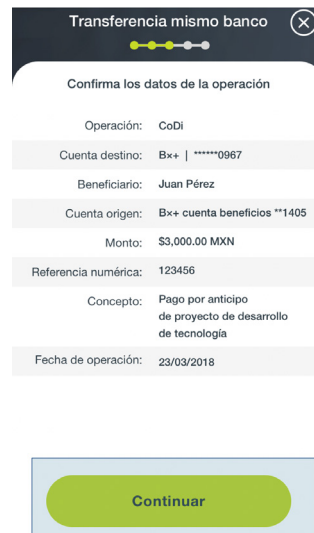 Transferencia mismo banco
Confirma los datos de la operación
Operación: CoDi
Cuenta destino: B×+ | ******0967
Beneficiario: Juan Pérez
Cuenta origen: B×+ cuenta beneficios **1405
Monto: $3,000.00 MXN
Referencia numérica: 123456
Concepto: Pago por anticipo
de proyecto de desarrollo
de tecnología
Fecha de operación: 23/03/2018
Continuar